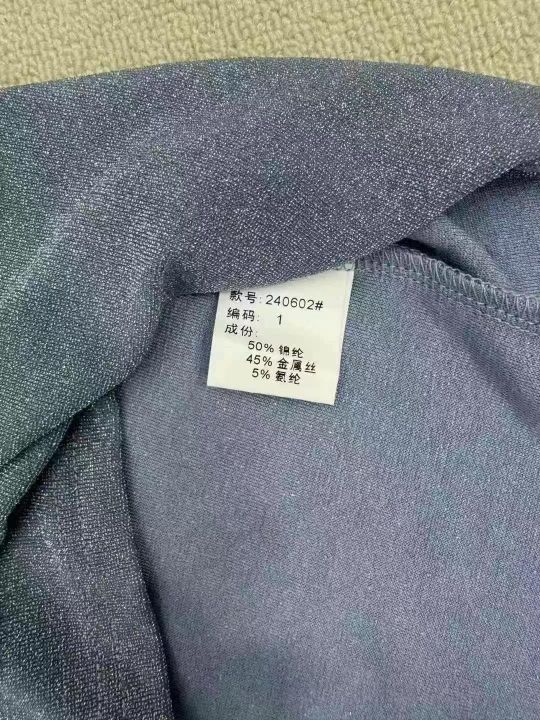 款号:240602#
编码: 1
成份:
50% 锦纶
45% 金属丝
5% 氨纶